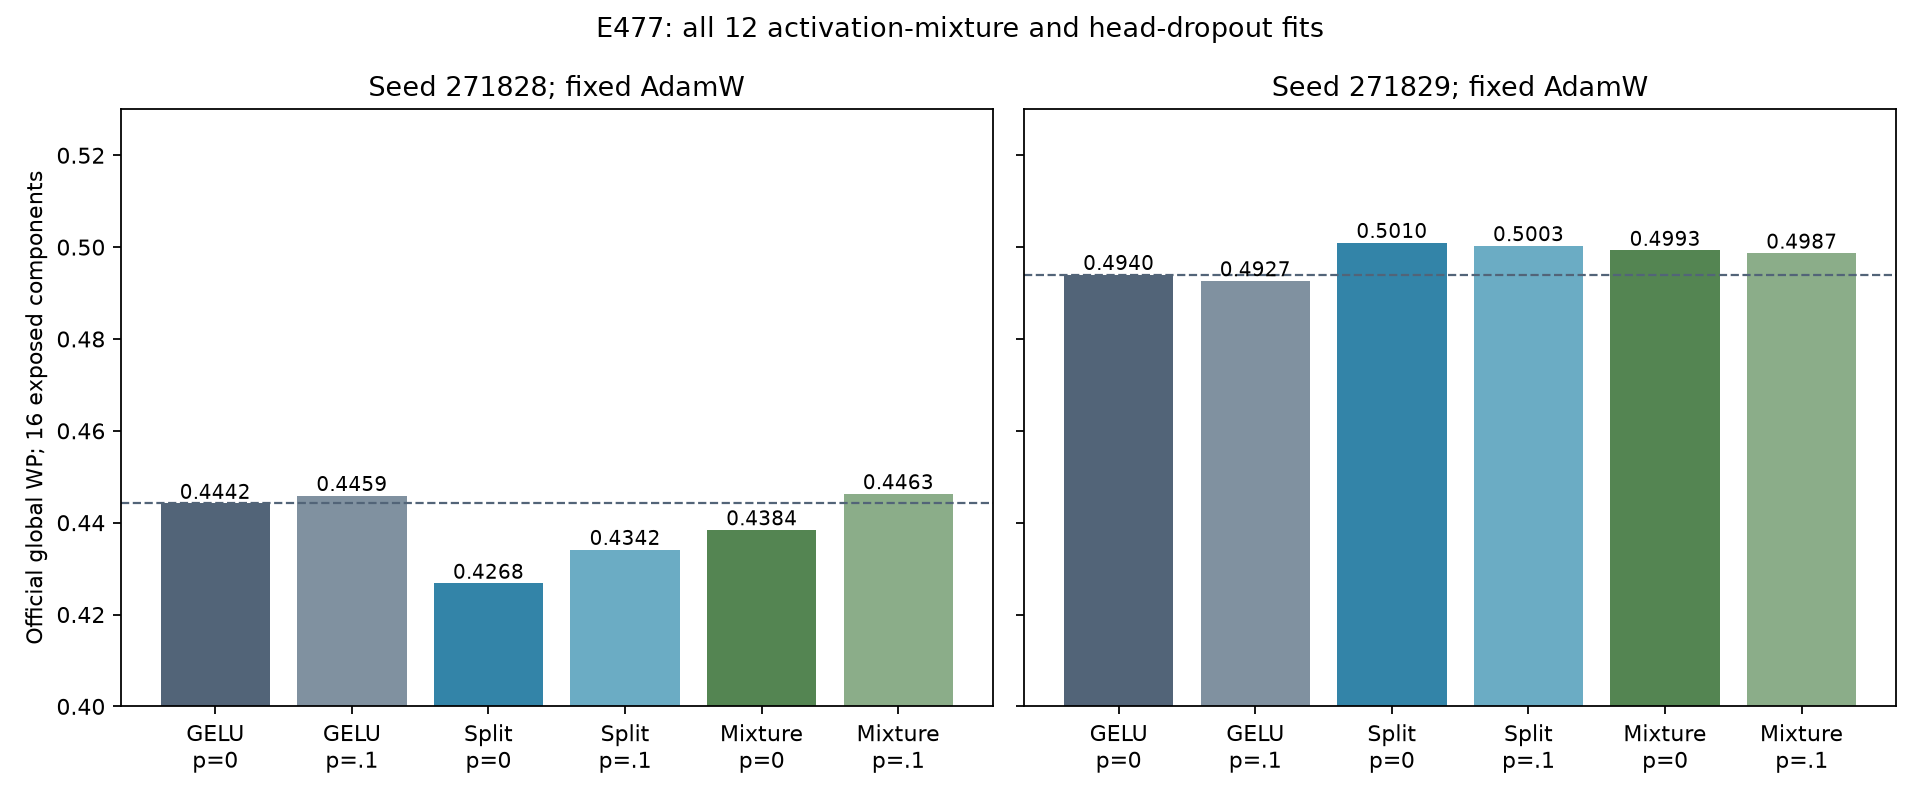 E477: all 12 activation-mixture and head-dropout fits
Seed 271828; fixed AdamW
Official global WP; 16 exposed components
0.52
0.50
0.48
0.46
0.44
0.42
0.40
0.4442
0.4459
0.4268
0.4342
0.4384
0.4463
GELU
p=0
GELU
p=.1
Split
p=0
Split
p=.1
Mixture
p=0
Mixture
p=.1
Seed 271829; fixed AdamW
0.4940
0.4927
0.5010
0.5003
0.4993
0.4987
GELU
p=0
GELU
p=.1
Split
p=0
Split
p=.1
Mixture
p=0
Mixture
p=.1